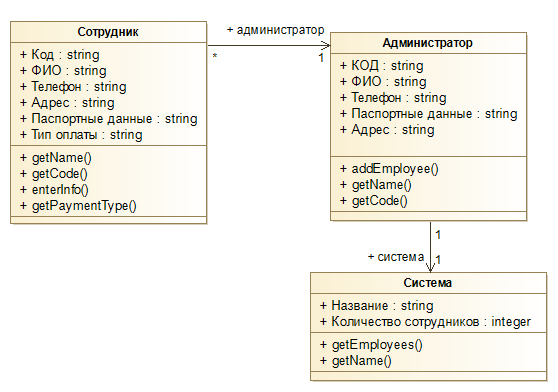 Сотрудник
+ Код : string
+ ФИО : string
+ Телефон : string
+ Адрес : string
+ Паспортные данные : string
+ Тип оплаты : string
+ getName()
+ getCode()
+ enterInfo()
+ getPaymentType()
+ администратор
* 1
Администратор
+ КОД : string
+ ФИО : string
+ Телефон : string
+ Паспортные данные : string
+ Адрес : string
+ addEmployee()
+ getName()
+ getCode()
1
+ система 1
Система
+ Название : string
+ Количество сотрудников : integer
+ getEmployees()
+ getName()